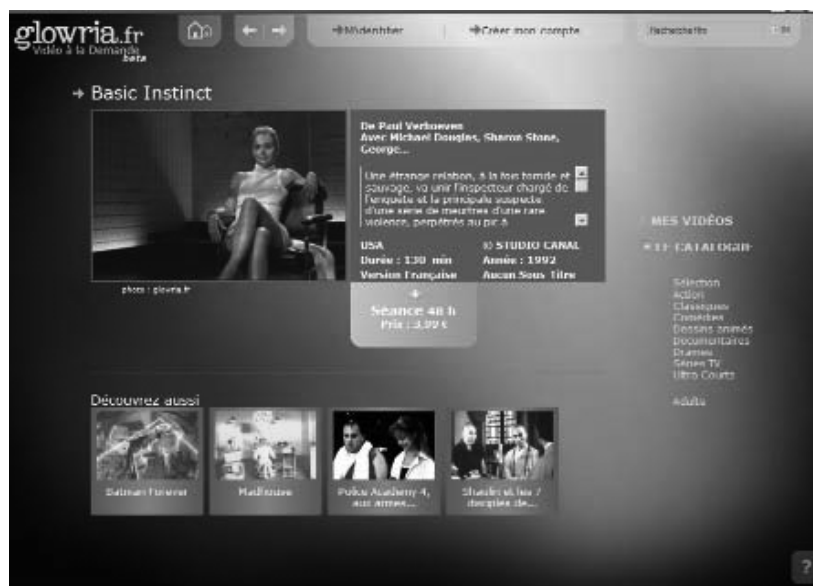 glowria.fr
Vidéo à la Demande
beta
M'identifier
Créer mon compte
Recherche
Basic Instinct
De Paul Verhoeven
Avec Michael Douglas, Sharon Stone,
George...
Une étrange relation, à la fois torride et
sauvage, va unir l'inspecteur chargé de
l'enquête et la principale suspecte
d'une série de meurtres d'une rare
violence, perpétrés au pic à
USA © STUDIO CANAL
Durée : 130 min Année : 1992
Version Française Aucun Sous Titre
photo : glowria.fr
Séance 48 h
Prix : 3,99 €
MES VIDÉOS
LE CATALOGUE
Sélection
Action
Classiques
Comédies
Dessins animés
Documentaires
Drames
Séries TV
Ultra Courts
Adulte
Découvrez aussi
Batman Forever
Madhouse
Police Academy 4,
aux armes...
Shaolin et les 7
disciples de...
?